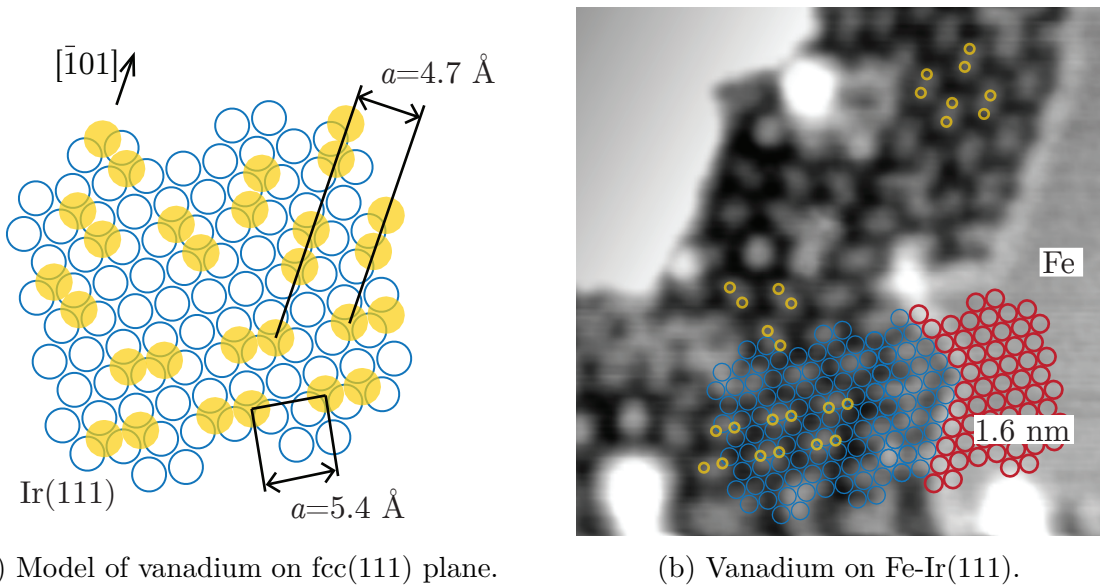 [1̄01]
a=4.7 Å
Ir(111)
a=5.4 Å
) Model of vanadium on fcc(111) plane.
Fe
1.6 nm
(b) Vanadium on Fe-Ir(111).